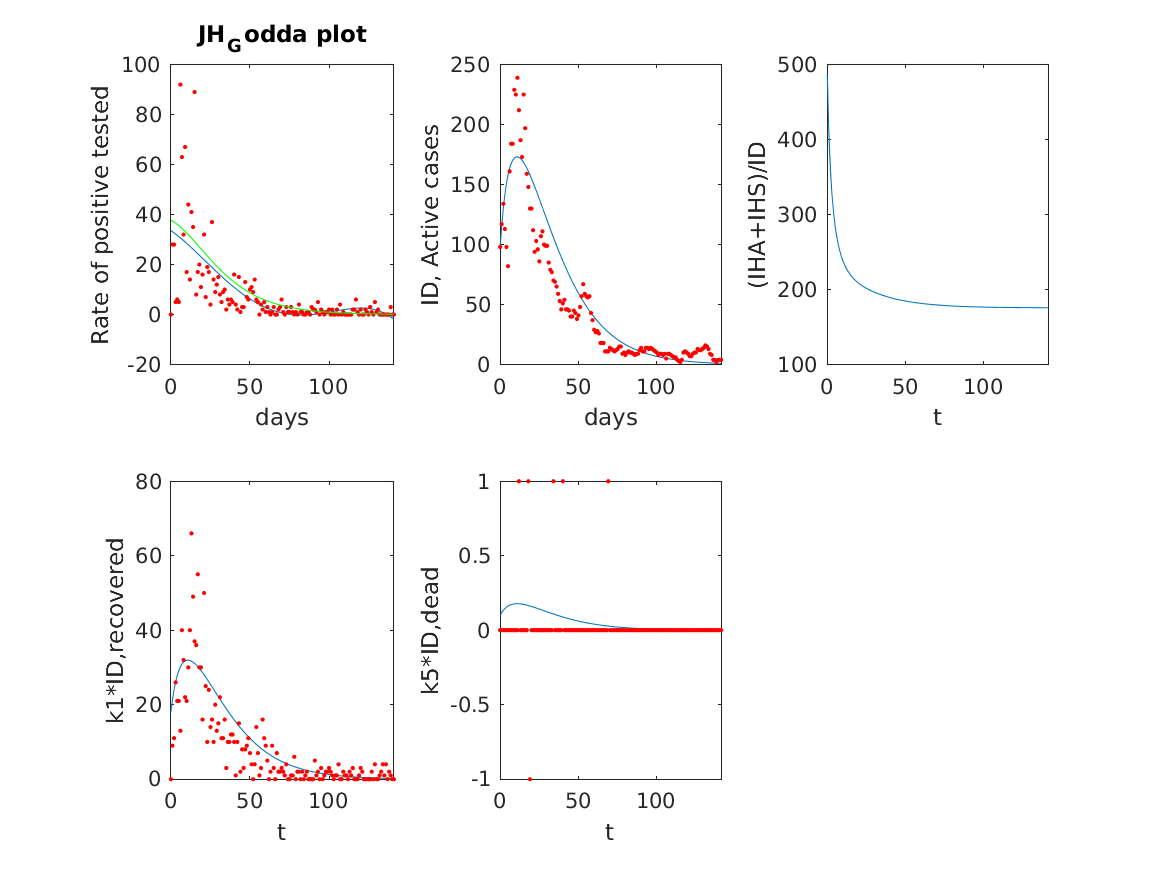 JH_Godda plot
100
80
60
40
20
0
-20
Rate of positive tested
0 50 100
days
250
200
150
100
50
0
ID, Active cases
0 50 100
days
500
400
300
200
100
(IHA+IHS)/ID
0 50 100
t
80
60
40
20
0
k1*ID,recovered
0 50 100
t
1
0.5
0
-0.5
-1
k5*ID,dead
0 50 100
t